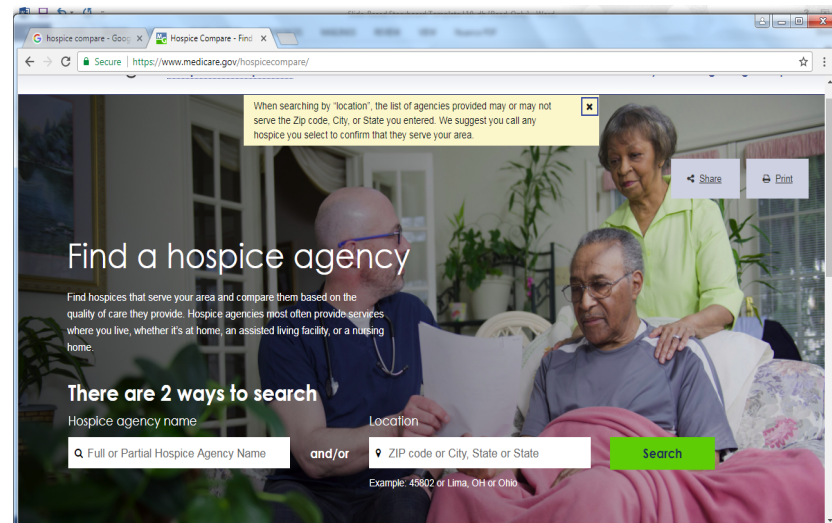 hospice compare - Goog
Hospice Compare - Find
Secure | https://www.medicare.gov/hospicecompare/
When searching by "location", the list of agencies provided may or may not
serve the Zip code, City, or State you entered. We suggest you call any
hospice you select to confirm that they serve your area.
Share
Print
Find a hospice agency
Find hospices that serve your area and compare them based on the
quality of care they provide. Hospice agencies most often provide services
where you live, whether it's at home, an assisted living facility, or a nursing
home.
There are 2 ways to search
Hospice agency name
Location
Full or Partial Hospice Agency Name
and/or
ZIP code or City, State or State
Search
Example: 45802 or Lima, OH or Ohio